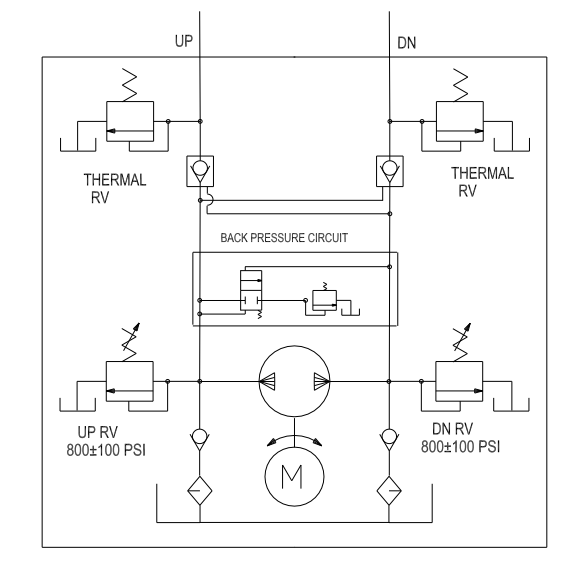 UP
DN
THERMAL
RV
THERMAL
RV
BACK PRESSURE CIRCUIT
UP RV
800±100 PSI
DN RV
800±100 PSI
M